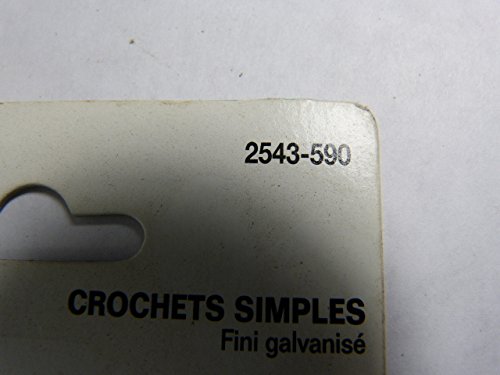 2543-590
CROCHETS SIMPLES
Fini galvanisé